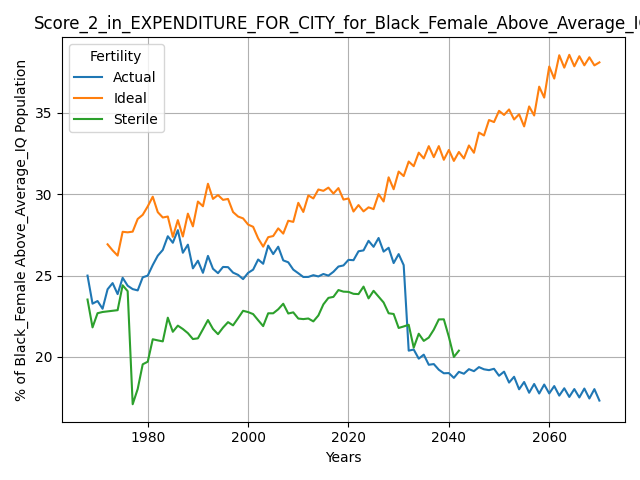 Score_2_in_EXPENDITURE_FOR_CITY_for_Black_Female_Above_Average_IQ
Fertility
Actual
Ideal
Sterile
% of Black_Female Above_Average_IQ Population
35
30
25
20
1980
2000
2020
2040
2060
Years